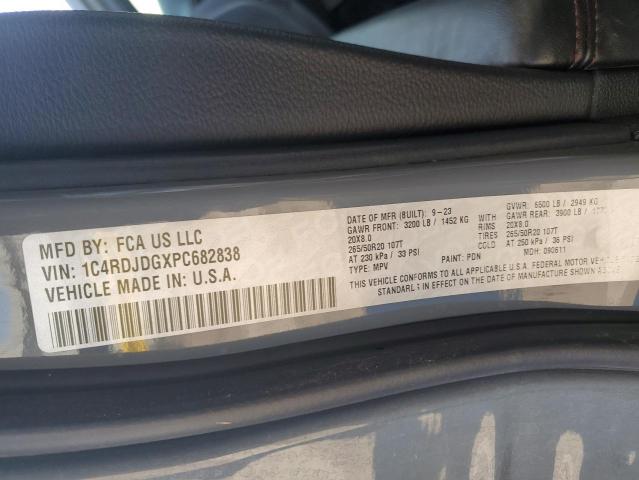 MFD BY: FCA US LLC
VIN: 1C4RDJDGXPC682838
VEHICLE MADE IN: U.S.A.
DATE OF MFR (BUILT): 9-23
GAWR FRONT: 3200 LB / 1452 KG
20X8.0
265/50R20 107T
AT 230 kPa / 33 PSI
TYPE: MPV
WITH
RIMS
TIRES
COLD
GVWR: 6500 LB / 2949 KG
GAWR REAR: 3900 LB /
20X8.0
265/50R20 107T
AT 250 kPa / 36 PSI
PAINT: PDN
MDH: 090611
THIS VEHICLE CONFORMS TO ALL APPLICABLE U.S.A. FEDERAL MOTOR VEHICLE
STANDARD IN EFFECT ON THE DATE OF MANUFACTURE SHOWN